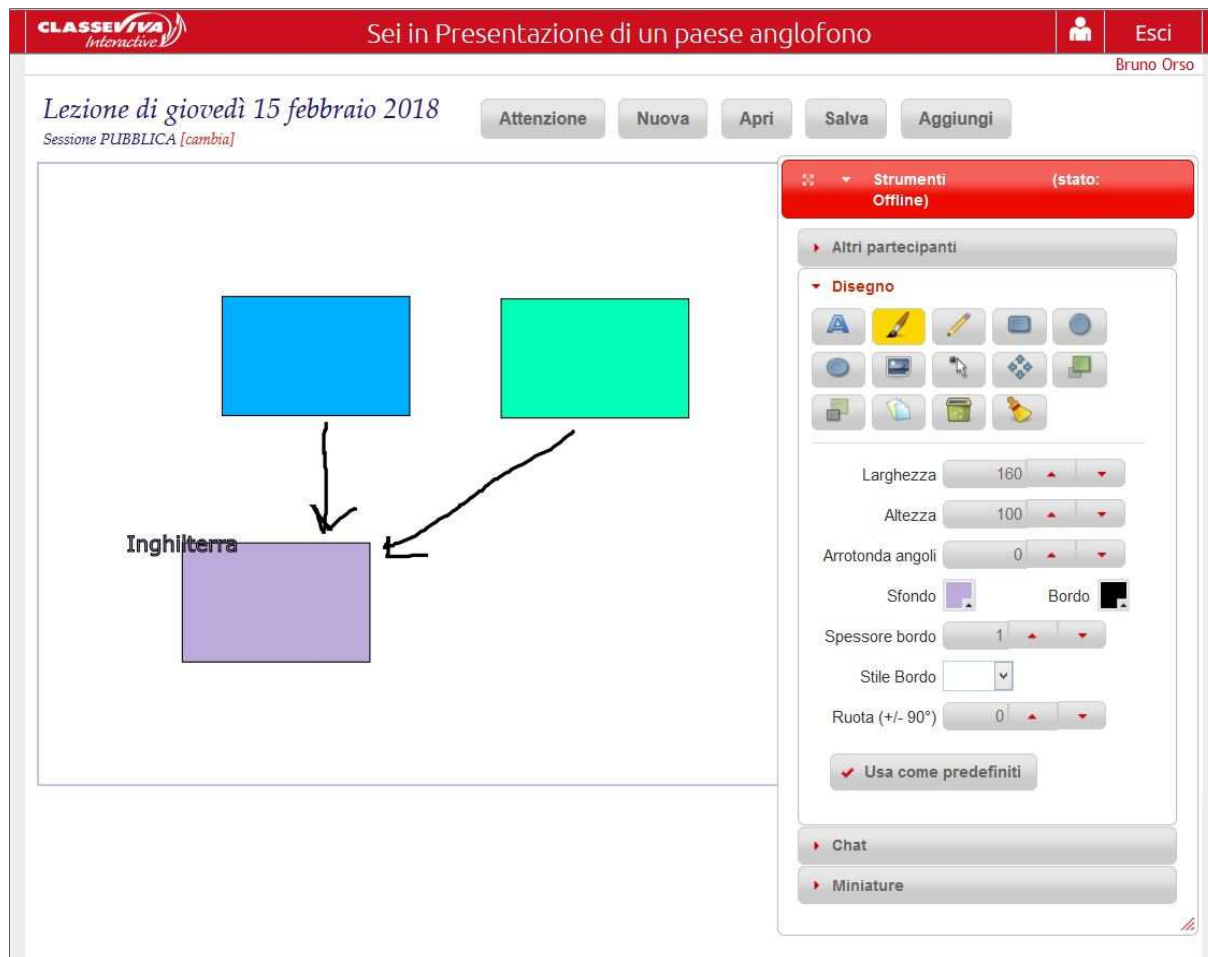 CLASSEVIVA
Interactive
Sei in Presentazione di un paese anglofono
Esci
Bruno Orso
Lezione di giovedì 15 febbraio 2018
Sessione PUBBLICA [cambia]
Attenzione
Nuova
Apri
Salva
Aggiungi
Strumenti (stato:
Offline)
Altri partecipanti
Disegno
Larghezza 160
Altezza 100
Arrotonda angoli 0
Sfondo Bordo
Spessore bordo 1
Stile Bordo
Ruota (+/- 90°) 0
Usa come predefiniti
Chat
Miniature
Inghilterra